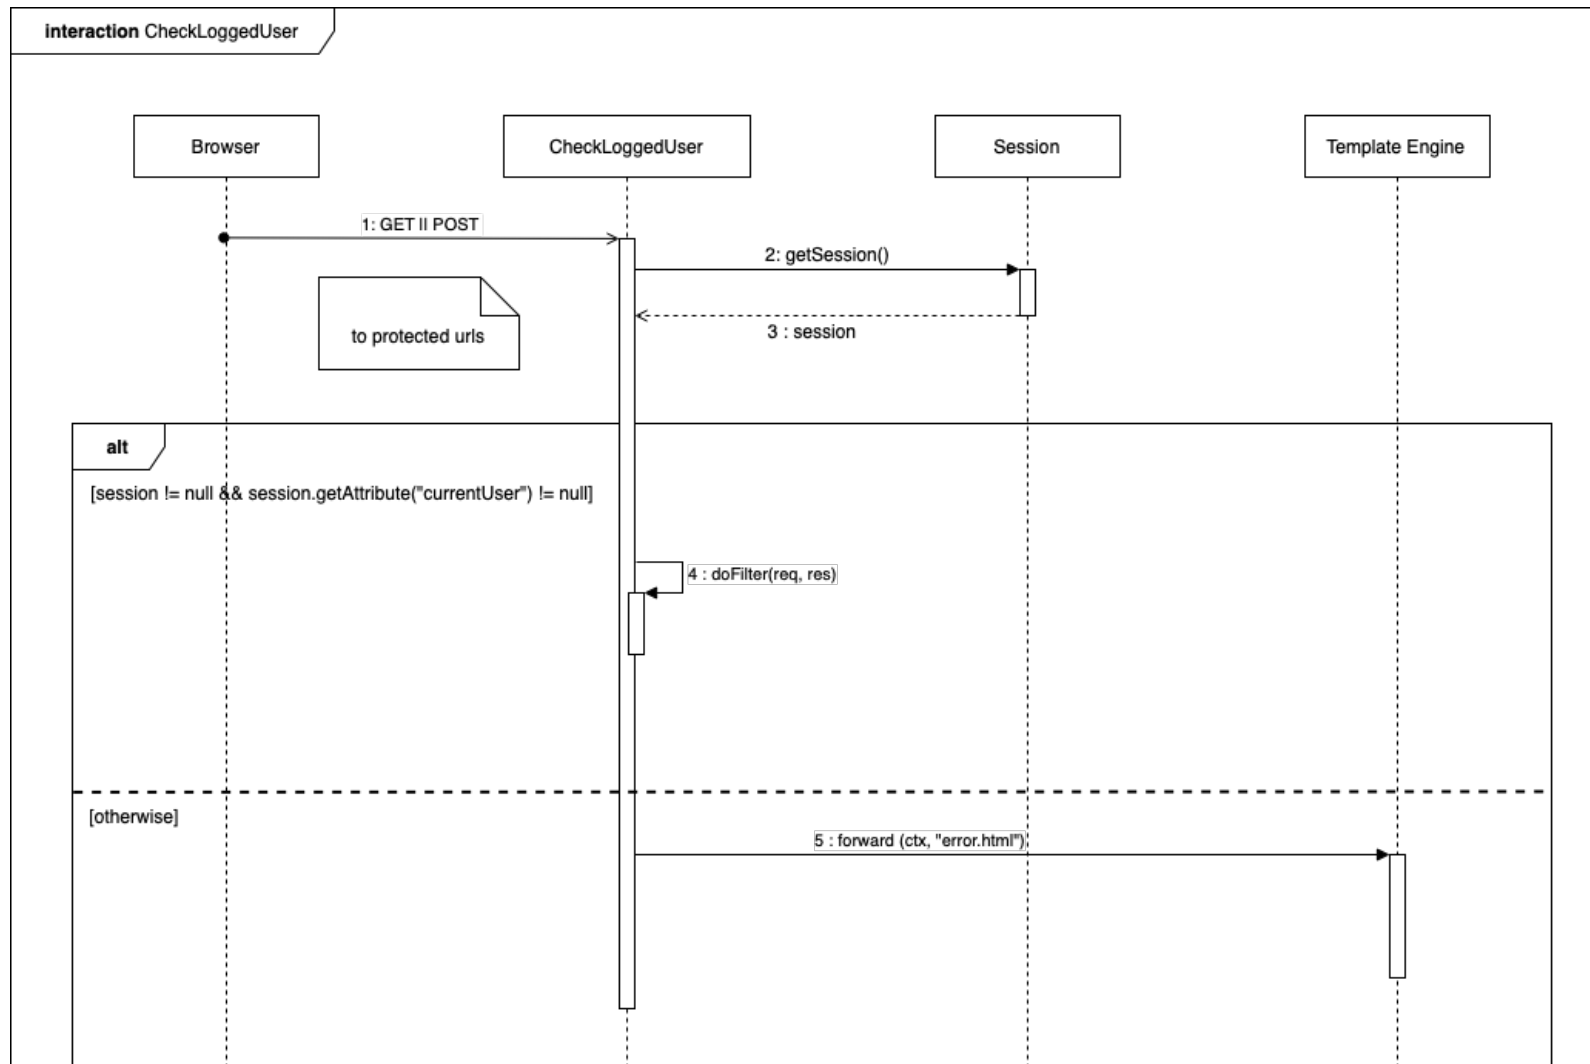 interaction CheckLoggedUser
Browser
CheckLoggedUser
Session
Template Engine
1: GET || POST
2: getSession()
to protected urls
3 : session
alt
[session != null && session.getAttribute("currentUser") != null]
4 : doFilter(req, res)
[otherwise]
5 : forward (ctx, "error.html")